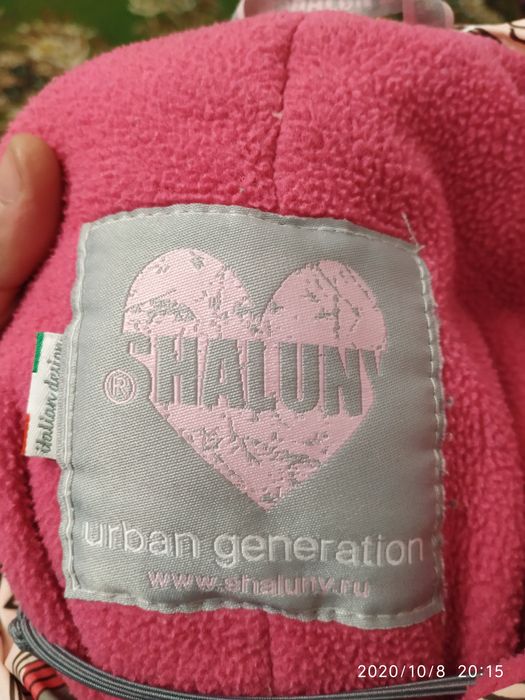 SHALUNY
®
italian design
urban generation
www.shaluny.ru
2020/10/8 20:15